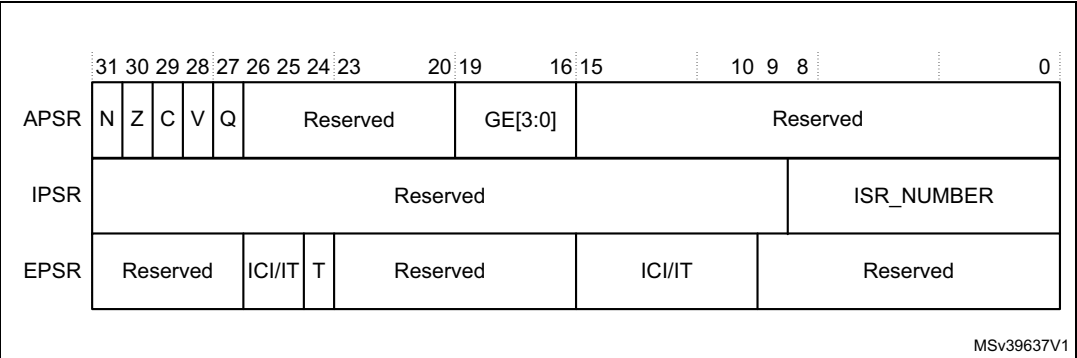 31 30 29 28 27 26 25 24 23 20 19 16 15 10 9 8 0
APSR N Z C V Q Reserved GE[3:0] Reserved
IPSR Reserved ISR_NUMBER
EPSR Reserved ICI/IT T Reserved ICI/IT Reserved
MSv39637V1